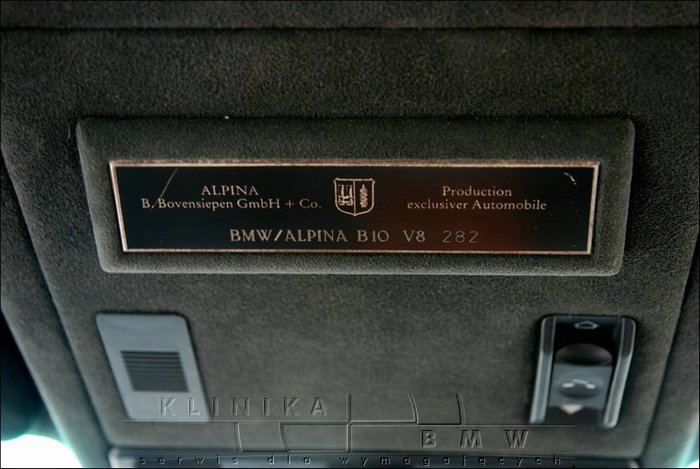 ALPINA
B. Bovensiepen GmbH + Co.
Production
exclusiver Automobile
BMW/ALPINA B10 V8 282
KLINIKA
BMW
serwis dla wymagających